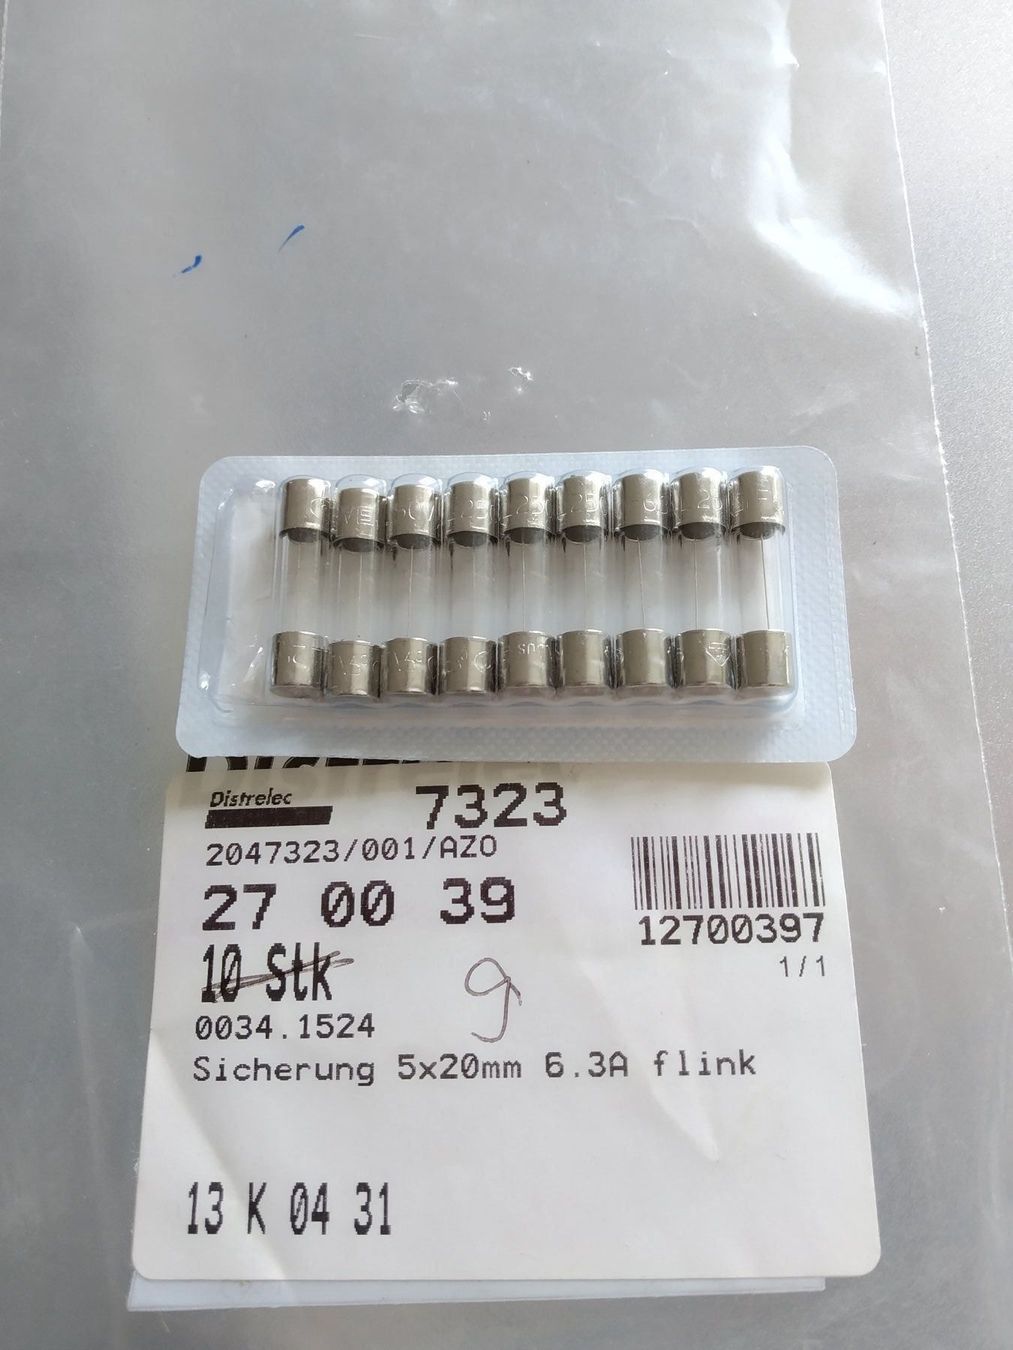 Distrelec
7323
2047323/001/AZO
27 00 39
12700397
10 Stk
9
1/1
0034.1524
Sicherung 5x20mm 6.3A flink
13 K 04 31